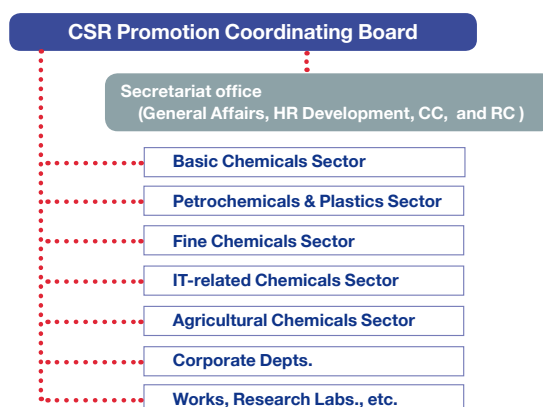 CSR Promotion Coordinating Board
Secretariat office
(General Affairs, HR Development, CC, and RC )
Basic Chemicals Sector
Petrochemicals & Plastics Sector
Fine Chemicals Sector
IT-related Chemicals Sector
Agricultural Chemicals Sector
Corporate Depts.
Works, Research Labs., etc.